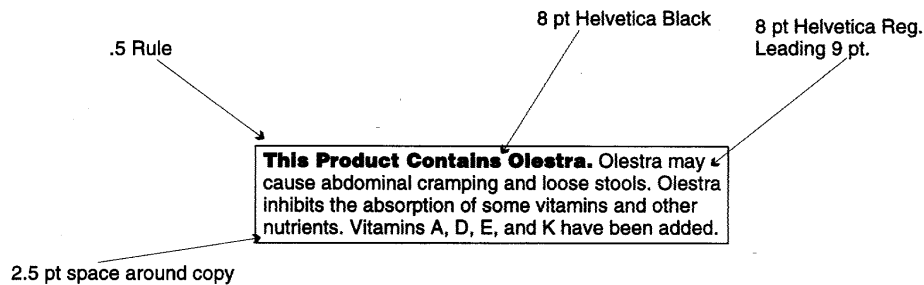 8 pt Helvetica Black
8 pt Helvetica Reg.
Leading 9 pt.
.5 Rule
This Product Contains Olestra. Olestra may
cause abdominal cramping and loose stools. Olestra
inhibits the absorption of some vitamins and other
nutrients. Vitamins A, D, E, and K have been added.
2.5 pt space around copy